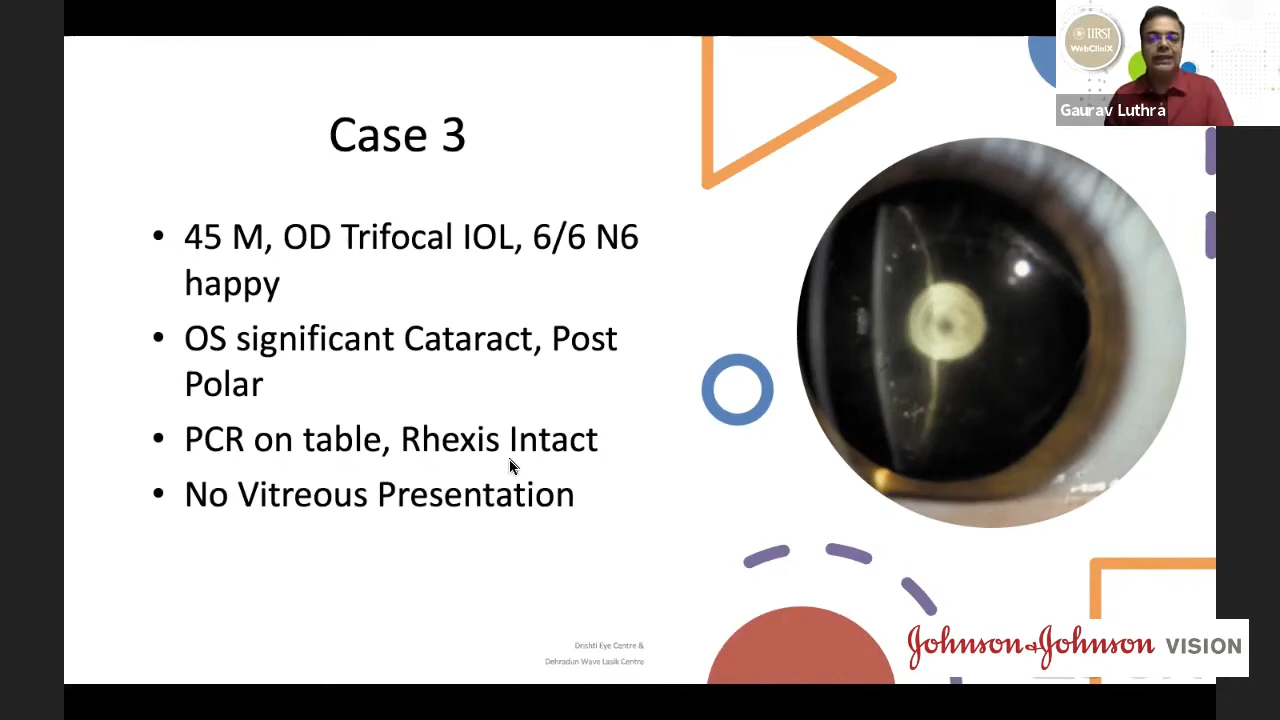 IIRSI
WebCliniX
Gaurav Luthra
Case 3
• 45 M, OD Trifocal IOL, 6/6 N6
happy
• OS significant Cataract, Post
Polar
• PCR on table, Rhexis Intact
• No Vitreous Presentation
Drishti Eye Centre &
Dehradun Wave Lasik Centre
Johnson & Johnson VISION